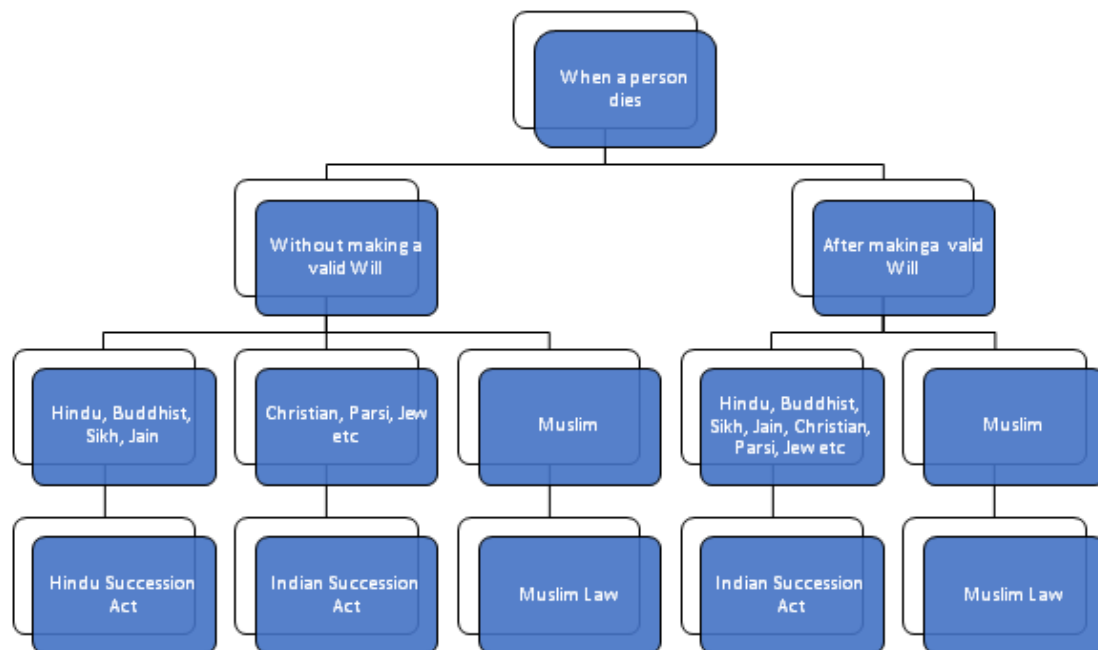 When a person
dies
Without making a
valid Will
After making a valid
Will
Hindu, Buddhist,
Sikh, Jain
Christian, Parsi, Jew
etc
Muslim
Hindu, Buddhist,
Sikh, Jain, Christian,
Parsi, Jew etc
Muslim
Hindu Succession
Act
Indian Succession
Act
Muslim Law
Indian Succession
Act
Muslim Law